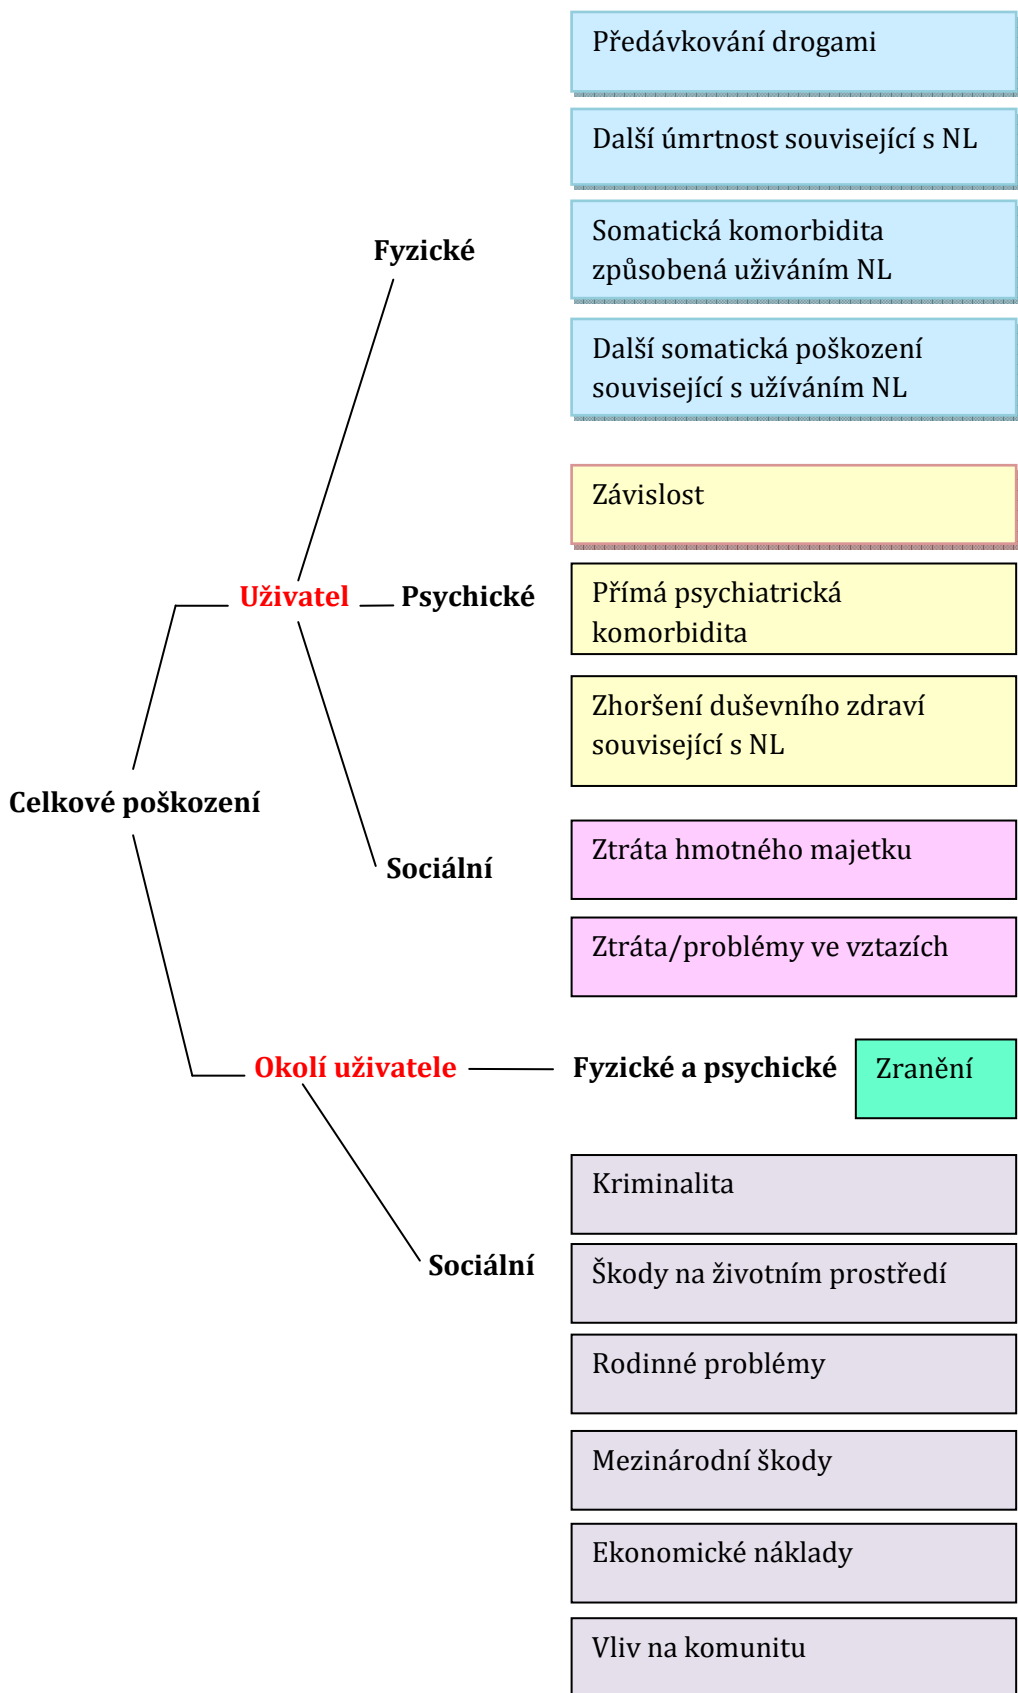 Předávkování drogami
Další úmrtnost související s NL
Fyzické
Somatická komorbidita
způsobená uživáním NL
Další somatická poškození
související s užíváním NL
Závislost
Uživatel
Psychické
Přímá psychiatrická
komorbidita
Zhoršení duševního zdraví
související s NL
Celkové poškození
Sociální
Ztráta hmotného majetku
Ztráta/problémy ve vztazích
Okolí uživatele
Fyzické a psychické
Zranění
Kriminalita
Sociální
Škody na životním prostředí
Rodinné problémy
Mezinárodní škody
Ekonomické náklady
Vliv na komunitu